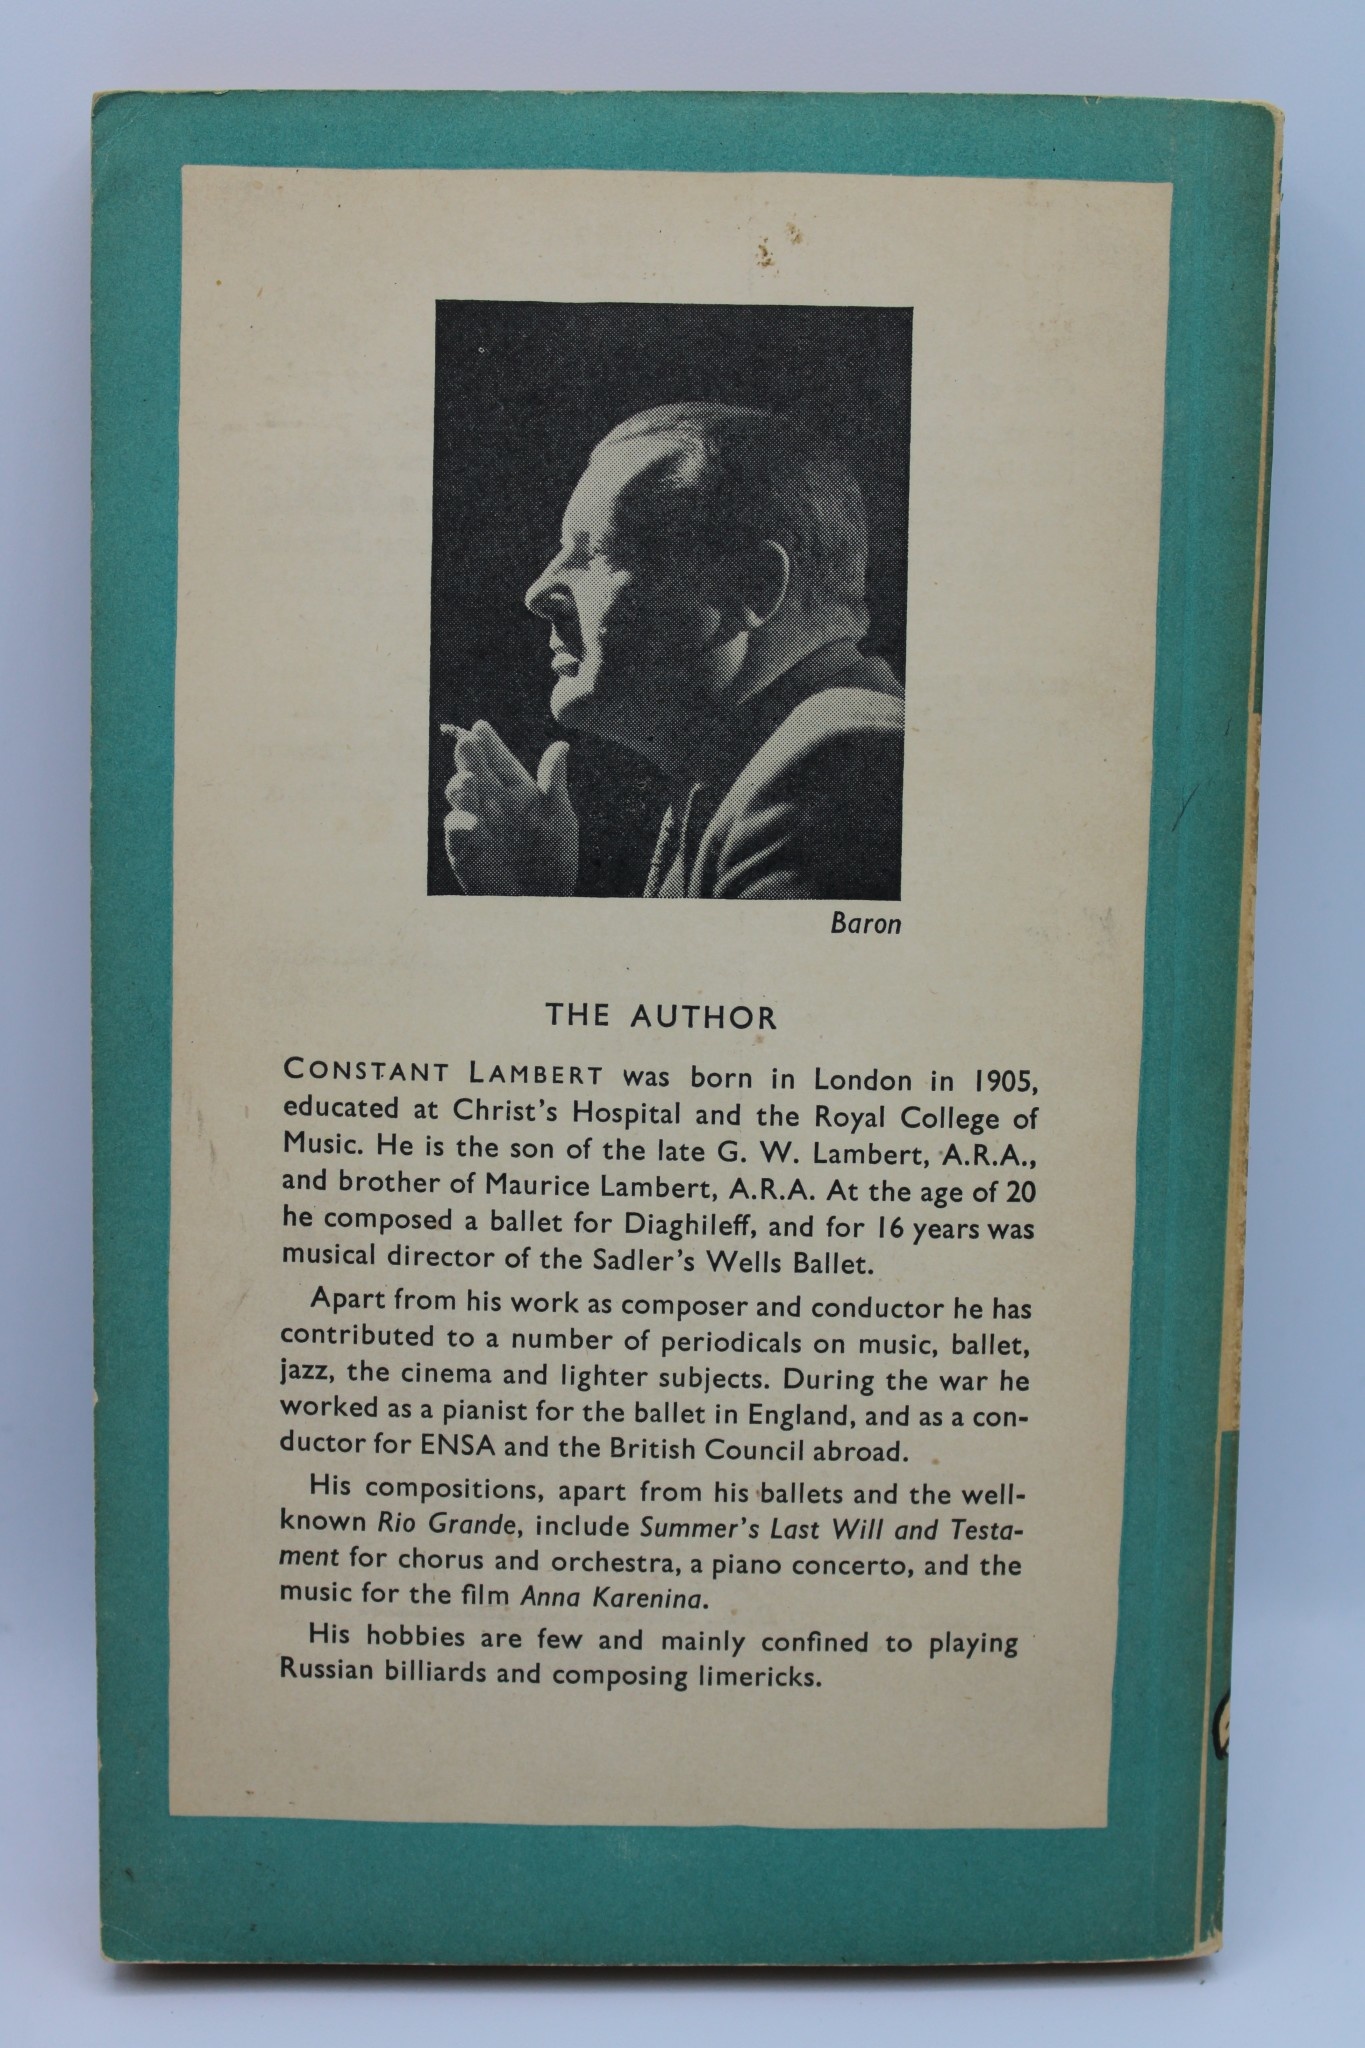 Baron
THE AUTHOR
CONSTANT LAMBERT was born in London in 1905,
educated at Christ's Hospital and the Royal College of
Music. He is the son of the late G. W. Lambert, A.R.A.,
and brother of Maurice Lambert, A.R.A. At the age of 20
he composed a ballet for Diaghileff, and for 16 years was
musical director of the Sadler's Wells Ballet.
Apart from his work as composer and conductor he has
contributed to a number of periodicals on music, ballet,
jazz, the cinema and lighter subjects. During the war he
worked as a pianist for the ballet in England, and as a con-
ductor for ENSA and the British Council abroad.
His compositions, apart from his ballets and the well-
known Rio Grande, include Summer's Last Will and Testa-
ment for chorus and orchestra, a piano concerto, and the
music for the film Anna Karenina.
His hobbies are few and mainly confined to playing
Russian billiards and composing limericks.